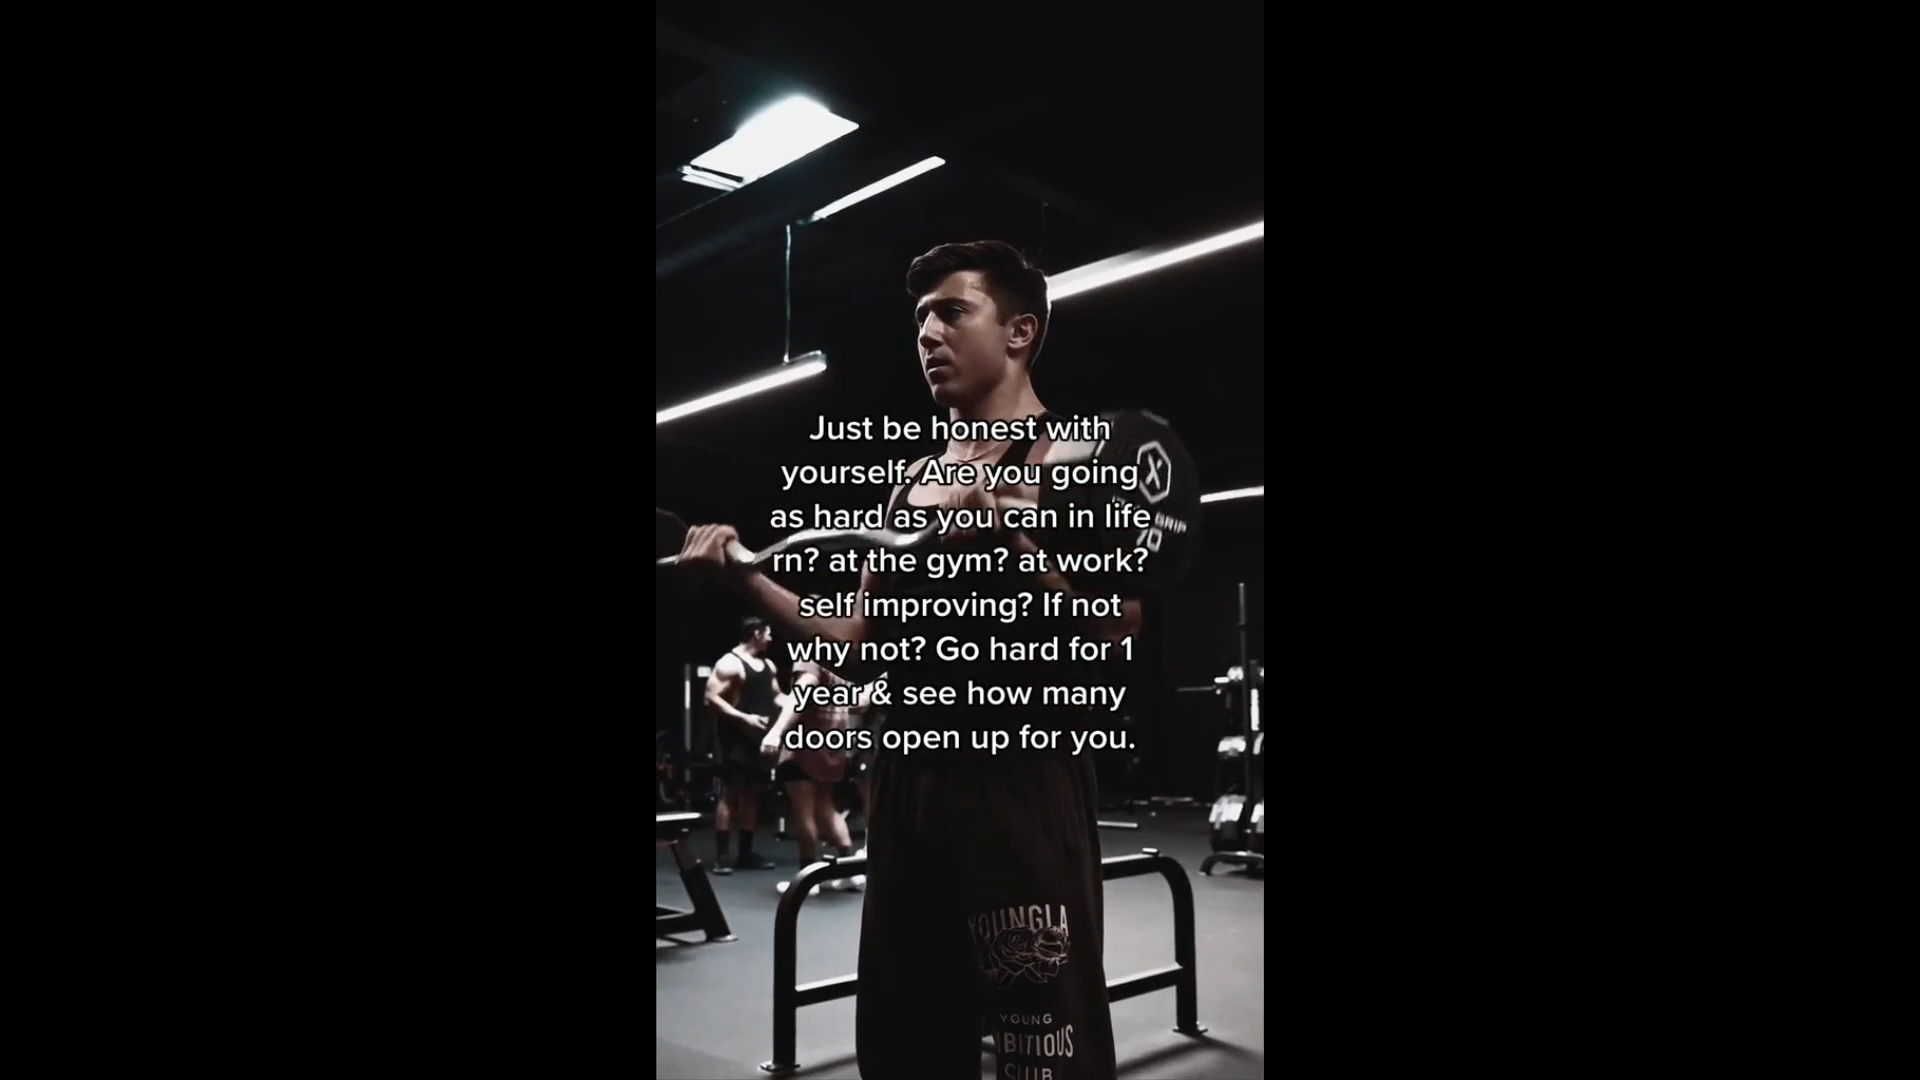 Just be honest with
yourself. Are you going
as hard as you can in life
rn? at the gym? at work?
self improving? If not
why not? Go hard for 1
year & see how many
doors open up for you.
GRIP
YOUNGLA
YOUNG
BITIOUS
CLUB